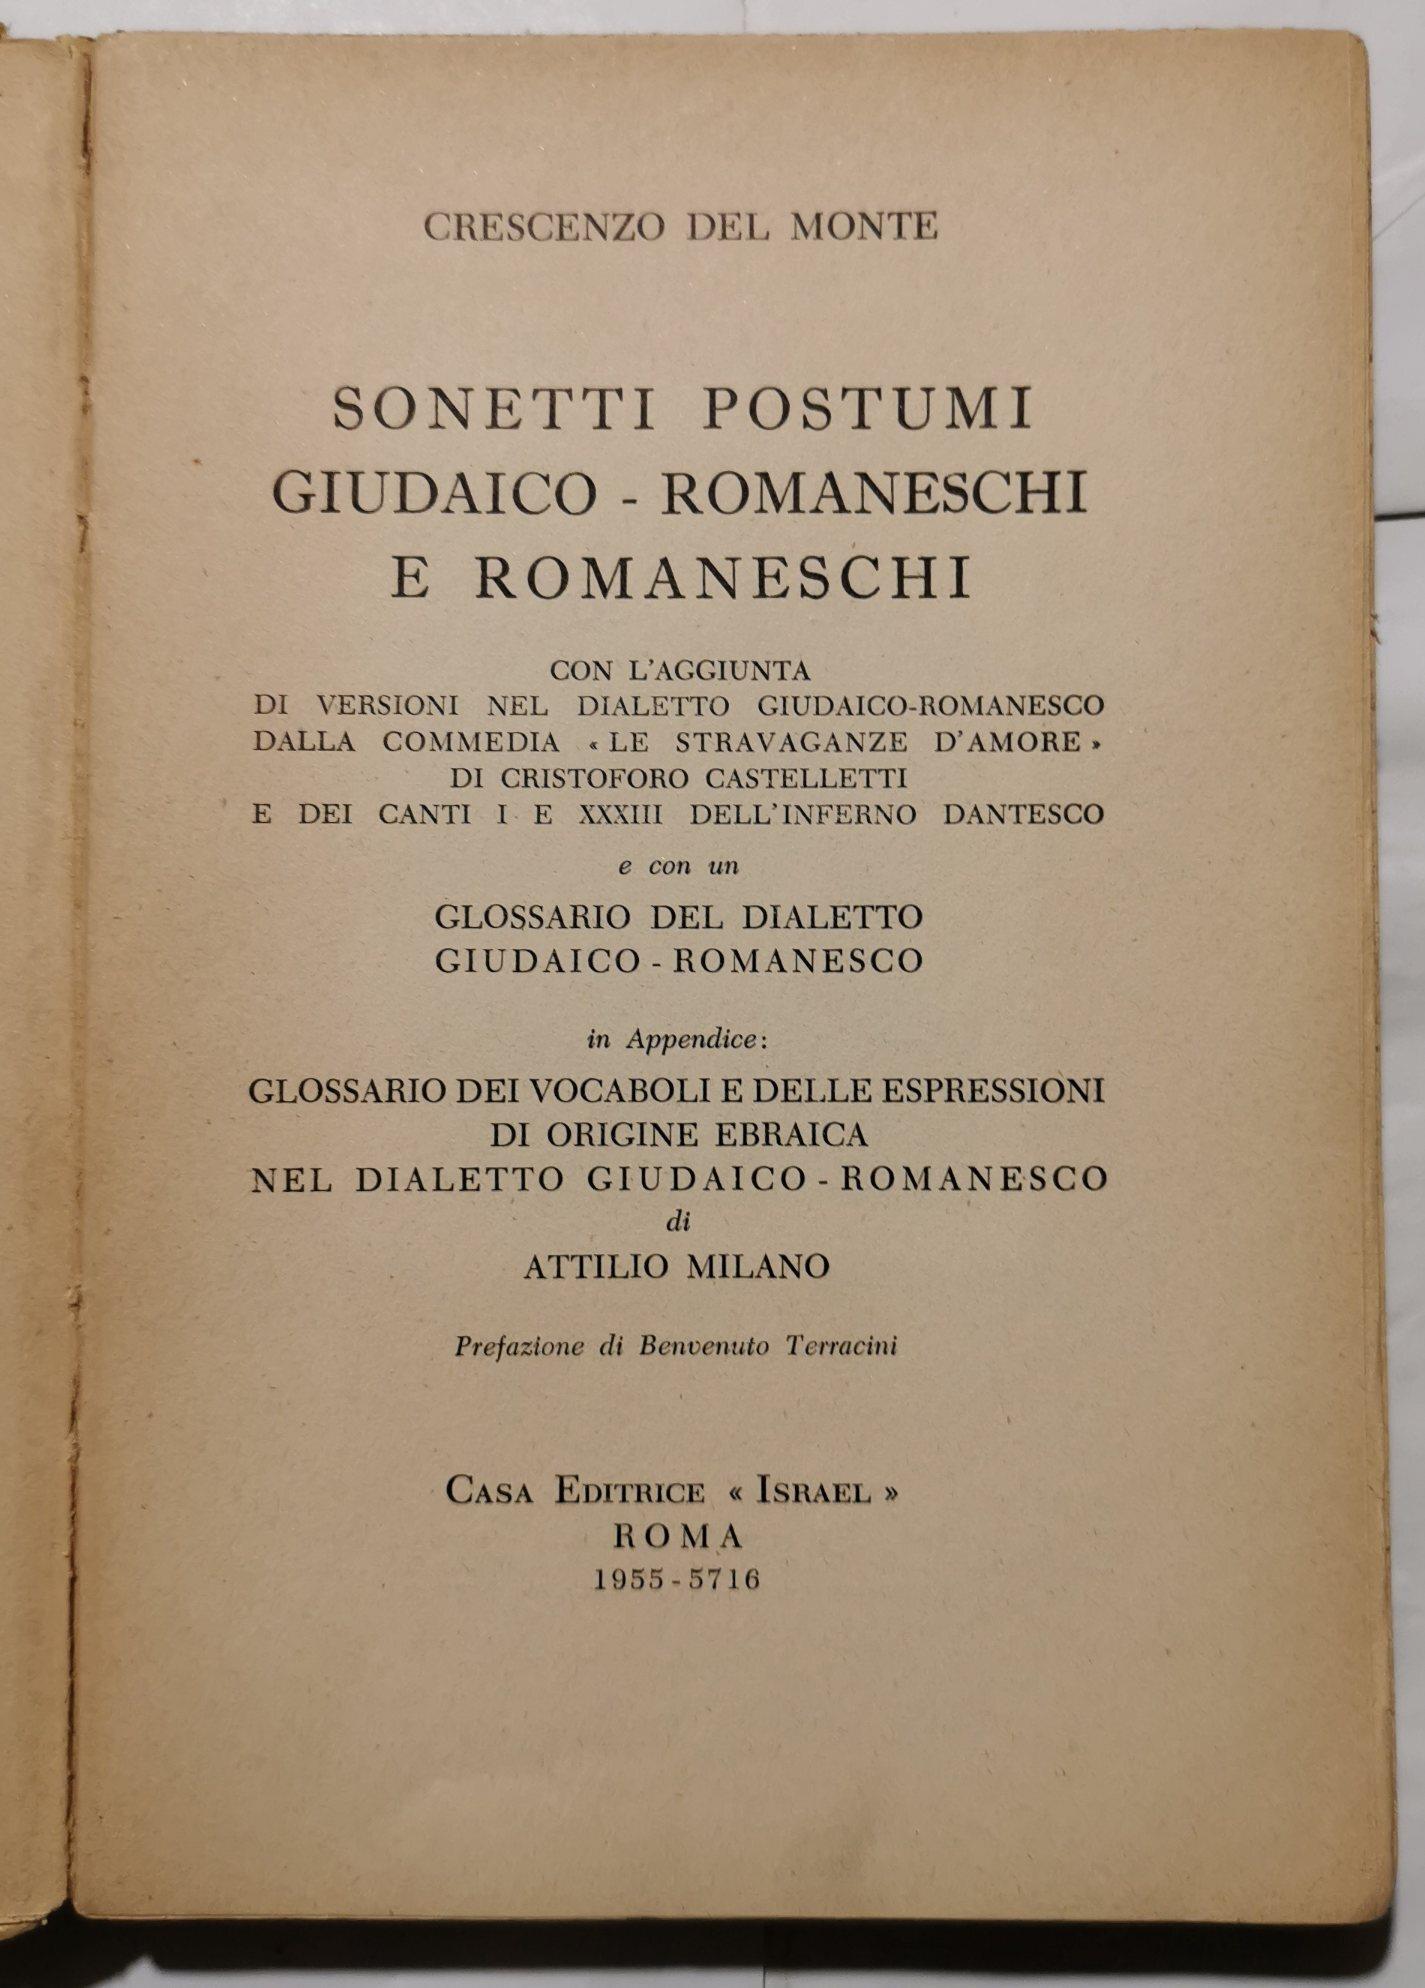 CRESCENZO DEL MONTE
SONETTI POSTUMI
GIUDAICO - ROMANESCHI
E ROMANESCHI
CON L'AGGIUNTA
DI VERSIONI NEL DIALETTO GIUDAICO-ROMANESCO
DALLA COMMEDIA « LE STRAVAGANZE D'AMORE »
DI CRISTOFORO CASTELLETTI
E DEI CANTI I E XXXIII DELL'INFERNO DANTESCO
e con un
GLOSSARIO DEL DIALETTO
GIUDAICO - ROMANESCO
in Appendice:
GLOSSARIO DEI VOCABOLI E DELLE ESPRESSIONI
DI ORIGINE EBRAICA
NEL DIALETTO GIUDAICO - ROMANESCO
di
ATTILIO MILANO
Prefazione di Benvenuto Terracini
CASA EDITRICE « ISRAEL »
ROMA
1955 - 5716